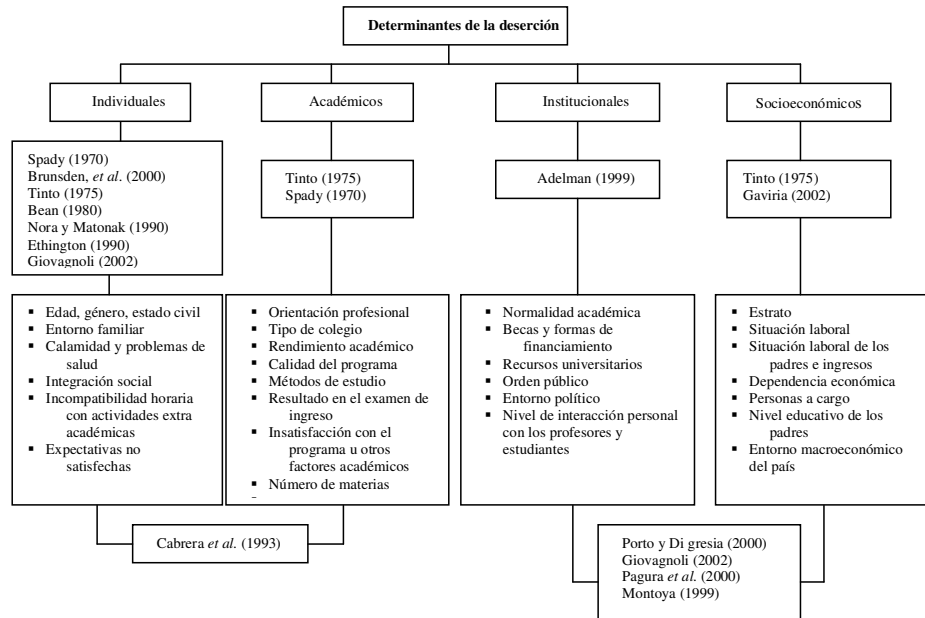 Determinantes de la deserción
Individuales
Académicos
Institucionales
Socioeconómicos
Spady (1970)
Brunsden, et al. (2000)
Tinto (1975)
Bean (1980)
Nora y Matonak (1990)
Ethington (1990)
Giovagnoli (2002)
Tinto (1975)
Spady (1970)
Adelman (1999)
Tinto (1975)
Gaviria (2002)
▪ Edad, género, estado civil
▪ Entorno familiar
▪ Calamidad y problemas de
salud
▪ Integración social
▪ Incompatibilidad horaria
con actividades extra
académicas
▪ Expectativas no
satisfechas
▪ Orientación profesional
▪ Tipo de colegio
▪ Rendimiento académico
▪ Calidad del programa
▪ Métodos de estudio
▪ Resultado en el examen de
ingreso
▪ Insatisfacción con el
programa u otros
factores académicos
▪ Número de materias
▪ Normalidad académica
▪ Becas y formas de
financiamiento
▪ Recursos universitarios
▪ Orden público
▪ Entorno político
▪ Nivel de interacción personal
con los profesores y
estudiantes
▪ Estrato
▪ Situación laboral
▪ Situación laboral de los
padres e ingresos
▪ Dependencia económica
▪ Personas a cargo
▪ Nivel educativo de los
padres
▪ Entorno macroeconómico
del país
Cabrera et al. (1993)
Porto y Di gresia (2000)
Giovagnoli (2002)
Pagura et al. (2000)
Montoya (1999)